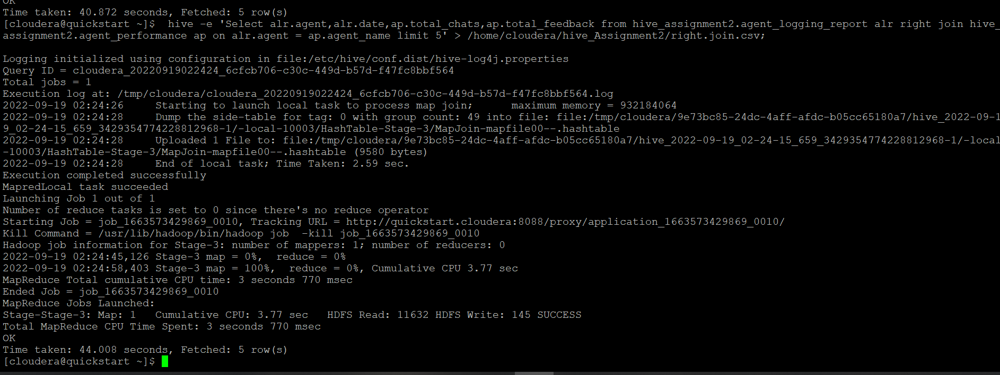 OK
Time taken: 40.872 seconds, Fetched: 5 row(s)
[cloudera@quickstart ~]$  hive -e 'Select alr.agent,alr.date,ap.total_chats,ap.total_feedback from hive_assignment2.agent_logging_report alr right join hive_
assignment2.agent_performance ap on alr.agent = ap.agent_name limit 5' > /home/cloudera/hive_Assignment2/right.join.csv;
Logging initialized using configuration in file:/etc/hive/conf.dist/hive-log4j.properties
Query ID = cloudera_20220919022424_6cfcb706-c30c-449d-b57d-f47fc8bbf564
Total jobs = 1
Execution log at: /tmp/cloudera/cloudera_20220919022424_6cfcb706-c30c-449d-b57d-f47fc8bbf564.log
2022-09-19 02:24:26     Starting to launch local task to process map join;      maximum memory = 932184064
2022-09-19 02:24:28     Dump the side-table for tag: 0 with group count: 49 into file: file:/tmp/cloudera/9e73bc85-24dc-4aff-afdc-b05cc65180a7/hive_2022-09-1
9_02-24-15_659_3429354774228812968-1/-local-10003/HashTable-Stage-3/MapJoin-mapfile00--.hashtable
2022-09-19 02:24:28     Uploaded 1 File to: file:/tmp/cloudera/9e73bc85-24dc-4aff-afdc-b05cc65180a7/hive_2022-09-19_02-24-15_659_3429354774228812968-1/-local
-10003/HashTable-Stage-3/MapJoin-mapfile00--.hashtable (9580 bytes)
2022-09-19 02:24:28     End of local task; Time Taken: 2.59 sec.
Execution completed successfully
MapredLocal task succeeded
Launching Job 1 out of 1
Number of reduce tasks is set to 0 since there's no reduce operator
Starting Job = job_1663573429869_0010, Tracking URL = http://quickstart.cloudera:8088/proxy/application_1663573429869_0010/
Kill Command = /usr/lib/hadoop/bin/hadoop job  -kill job_1663573429869_0010
Hadoop job information for Stage-3: number of mappers: 1; number of reducers: 0
2022-09-19 02:24:45,126 Stage-3 map = 0%,  reduce = 0%
2022-09-19 02:24:58,403 Stage-3 map = 100%,  reduce = 0%, Cumulative CPU 3.77 sec
MapReduce Total cumulative CPU time: 3 seconds 770 msec
Ended Job = job_1663573429869_0010
MapReduce Jobs Launched:
Stage-Stage-3: Map: 1   Cumulative CPU: 3.77 sec   HDFS Read: 11632 HDFS Write: 145 SUCCESS
Total MapReduce CPU Time Spent: 3 seconds 770 msec
OK
Time taken: 44.008 seconds, Fetched: 5 row(s)
[cloudera@quickstart ~]$